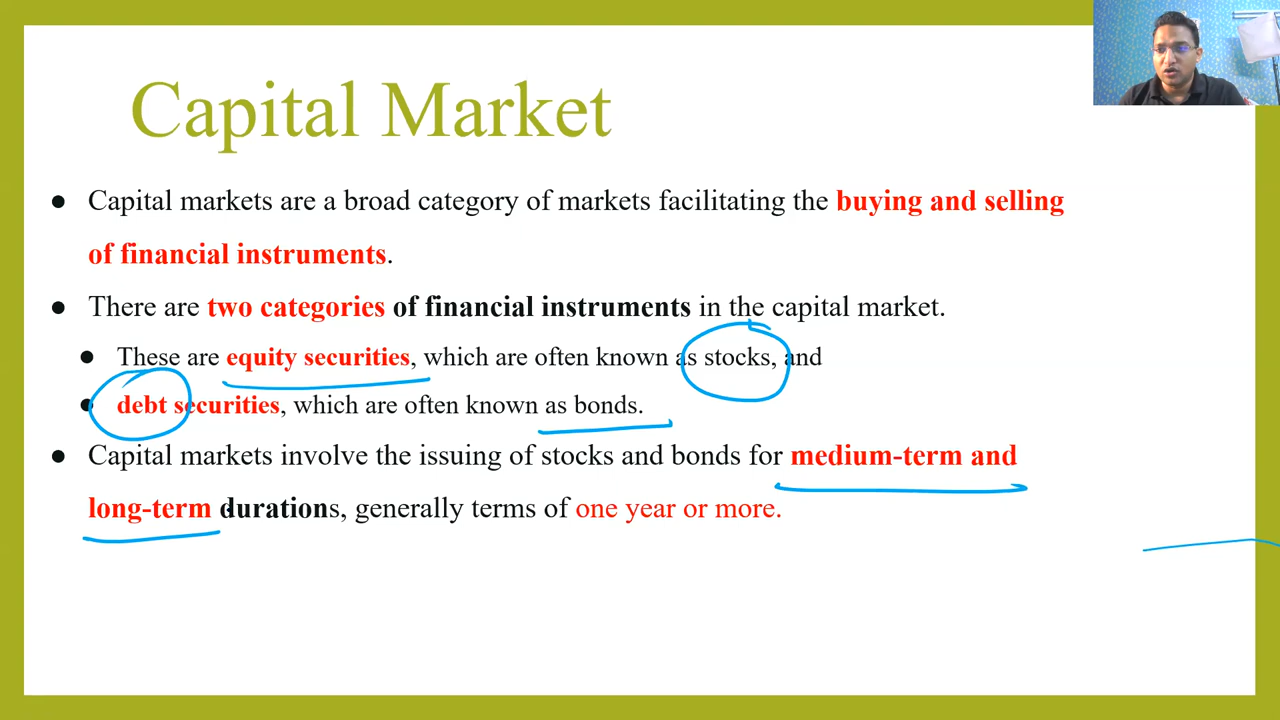 Capital Market
● Capital markets are a broad category of markets facilitating the buying and selling
of financial instruments.
● There are two categories of financial instruments in the capital market.
● These are equity securities, which are often known as stocks, and
● debt securities, which are often known as bonds.
● Capital markets involve the issuing of stocks and bonds for medium-term and
long-term durations, generally terms of one year or more.